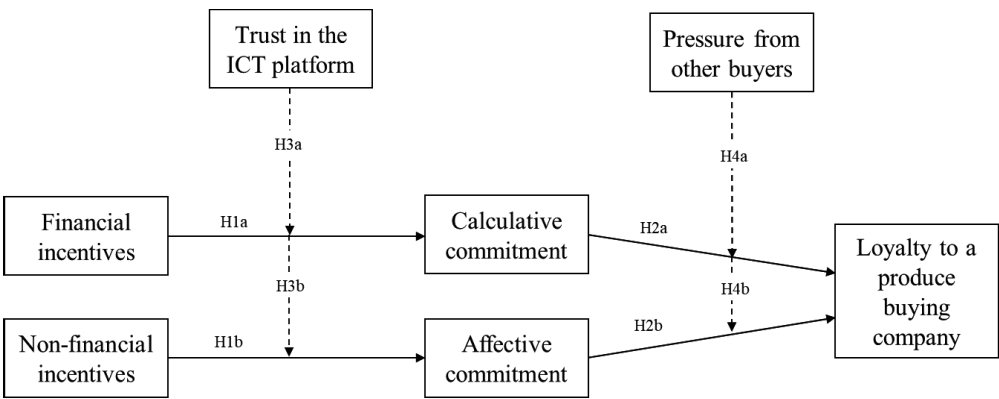 Trust in the
ICT platform
Pressure from
other buyers
H3a
H4a
Financial
incentives
H1a
Calculative
commitment
H2a
Loyalty to a
produce
buying
company
H3b
H4b
Non-financial
incentives
H1b
Affective
commitment
H2b